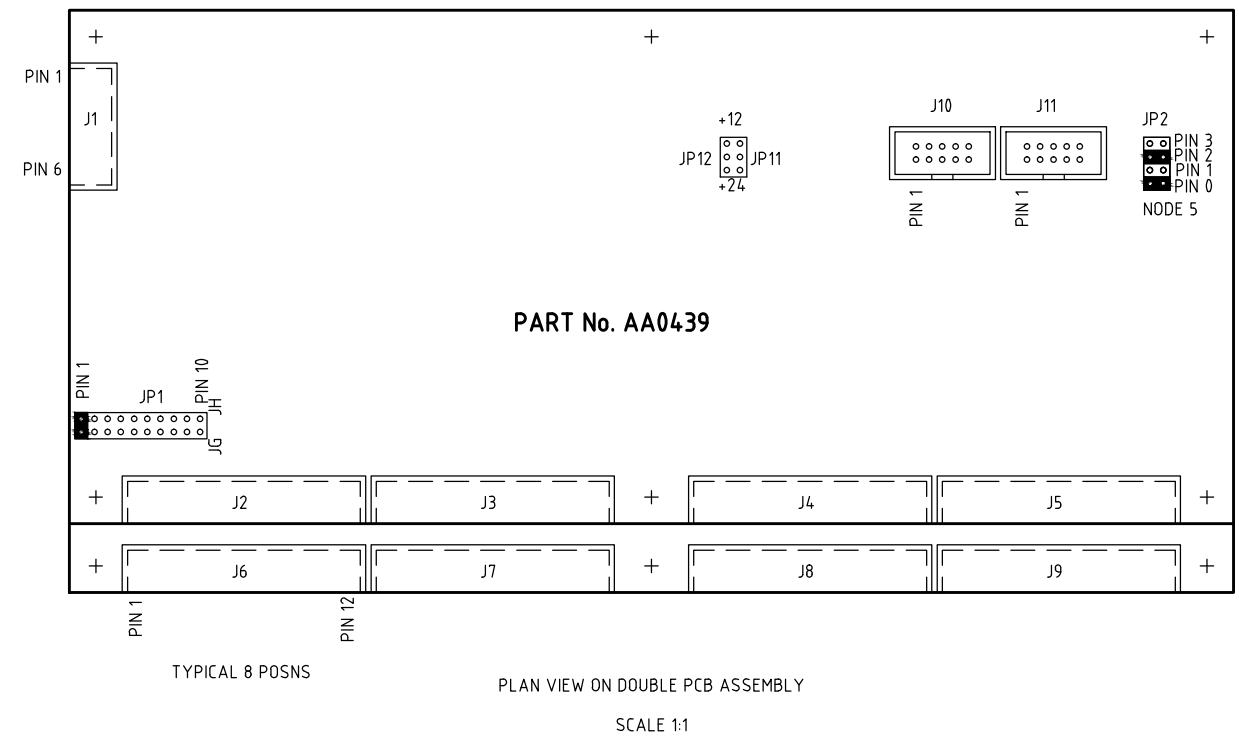 PIN 1
J1
PIN 6
+12
JP12
JP11
+24
J10
J11
PIN 1
PIN 1
JP2
PIN 3
PIN 2
PIN 1
PIN 0
NODE 5
PART No. AA0439
PIN 1
JP1
PIN 10
JH
JG
J2
J3
J4
J5
J6
J7
J8
J9
PIN 1
PIN 12
TYPICAL 8 POSNS
PLAN VIEW ON DOUBLE PCB ASSEMBLY
SCALE 1:1